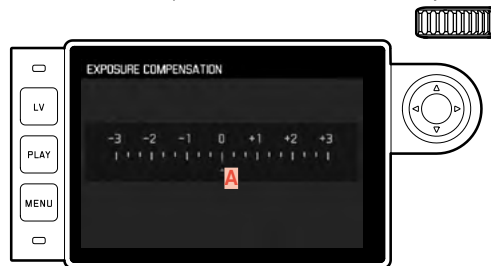 EXPOSURE COMPENSATION
LV
-3 -2 -1 0 +1 +2 +3
PLAY
A
MENU